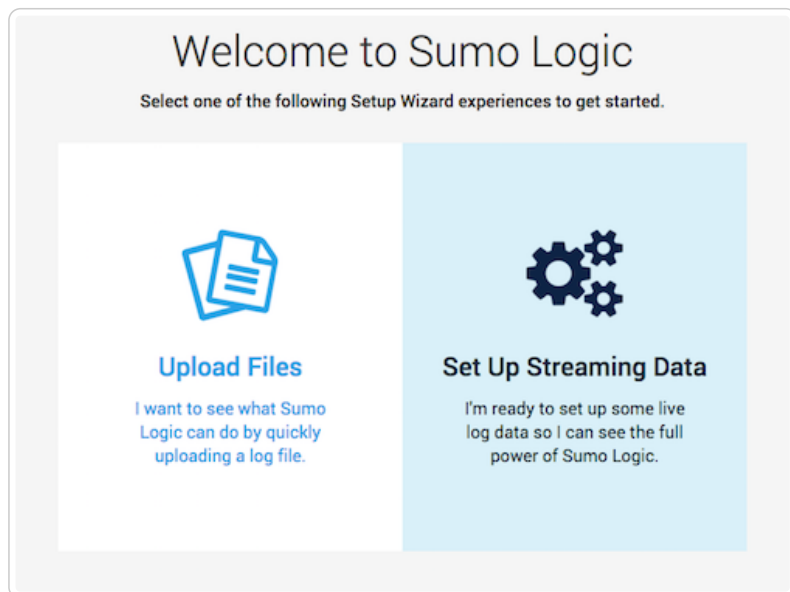 Welcome to Sumo Logic
Select one of the following Setup Wizard experiences to get started.
Upload Files
I want to see what Sumo
Logic can do by quickly
uploading a log file.
Set Up Streaming Data
I'm ready to set up some live
log data so I can see the full
power of Sumo Logic.